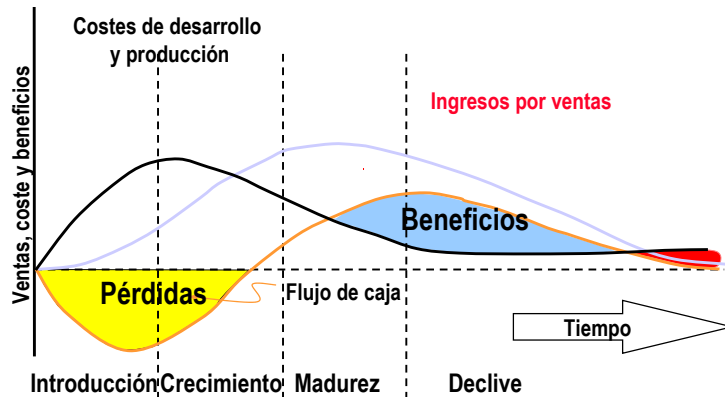 Costes de desarrollo
y producción
Ventas, coste y beneficios
Ingresos por ventas
Beneficios
Pérdidas
Flujo de caja
Tiempo
Introducción Crecimiento Madurez Declive